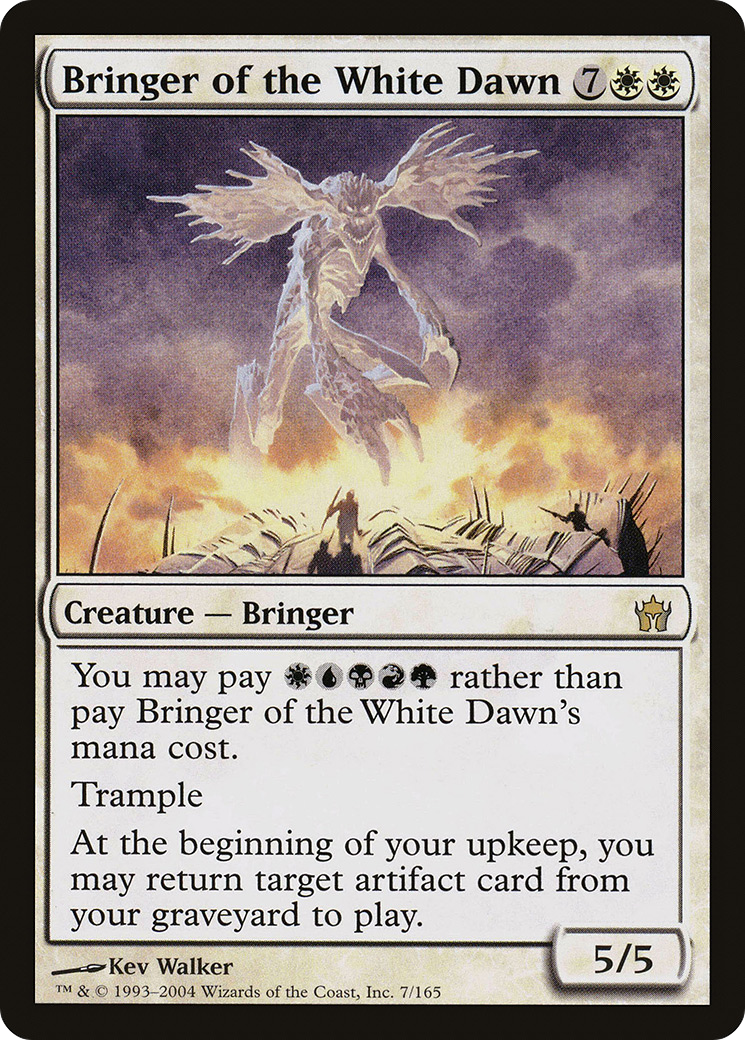 Bringer of the White Dawn 7
Creature — Bringer
You may pay rather than
pay Bringer of the White Dawn's
mana cost.
Trample
At the beginning of your upkeep, you
may return target artifact card from
your graveyard to play.
5/5
Kev Walker
™ & © 1993–2004 Wizards of the Coast, Inc. 7/165